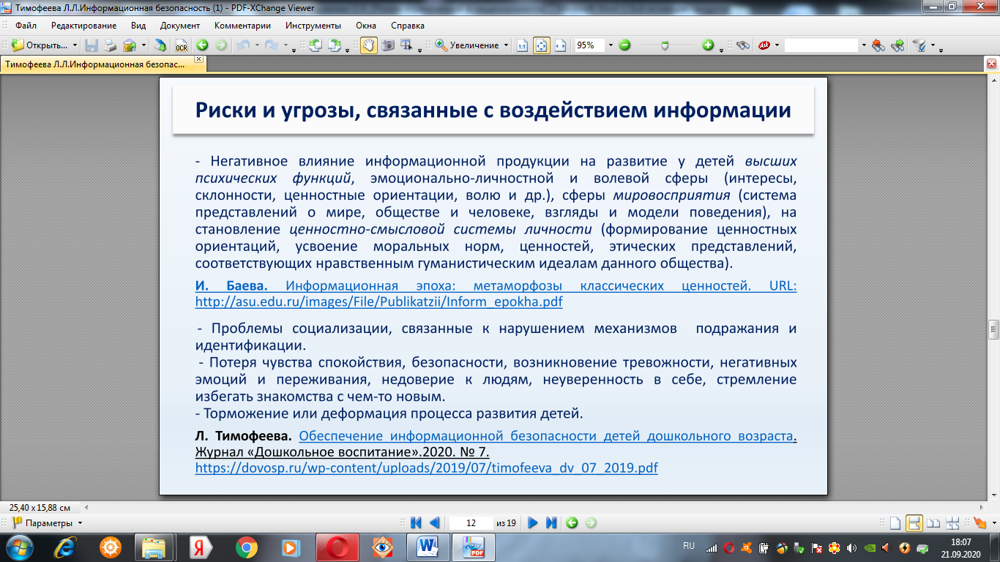 Тимофеева Л.Л.Информационная безопасность (1) - PDF-XChange Viewer
Файл Редактирование Вид Документ Комментарии Инструменты Окна Справка
Открыть... OCR Увеличение 1:1 95% Ask
Тимофеева Л.Л.Информационная безопас...
Риски и угрозы, связанные с воздействием информации
- Негативное влияние информационной продукции на развитие у детей высших
психических функций, эмоционально-личностной и волевой сферы (интересы,
склонности, ценностные ориентации, волю и др.), сферы мировосприятия (система
представлений о мире, обществе и человеке, взгляды и модели поведения), на
становление ценностно-смысловой системы личности (формирование ценностных
ориентаций, усвоение моральных норм, ценностей, этических представлений,
соответствующих нравственным гуманистическим идеалам данного общества).
И. Баева. Информационная эпоха: метаморфозы классических ценностей. URL:
http://asu.edu.ru/images/File/Publikatzii/Inform_epokha.pdf
- Проблемы социализации, связанные к нарушением механизмов подражания и
идентификации.
- Потеря чувства спокойствия, безопасности, возникновение тревожности, негативных
эмоций и переживания, недоверие к людям, неуверенность в себе, стремление
избегать знакомства с чем-то новым.
- Торможение или деформация процесса развития детей.
Л. Тимофеева. Обеспечение информационной безопасности детей дошкольного возраста.
Журнал «Дошкольное воспитание».2020. № 7.
https://dovosp.ru/wp-content/uploads/2019/07/timofeeva_dv_07_2019.pdf
25,40 x 15,88 см
Параметры 12 из 19
Я W PDF RU 18:07
21.09.2020